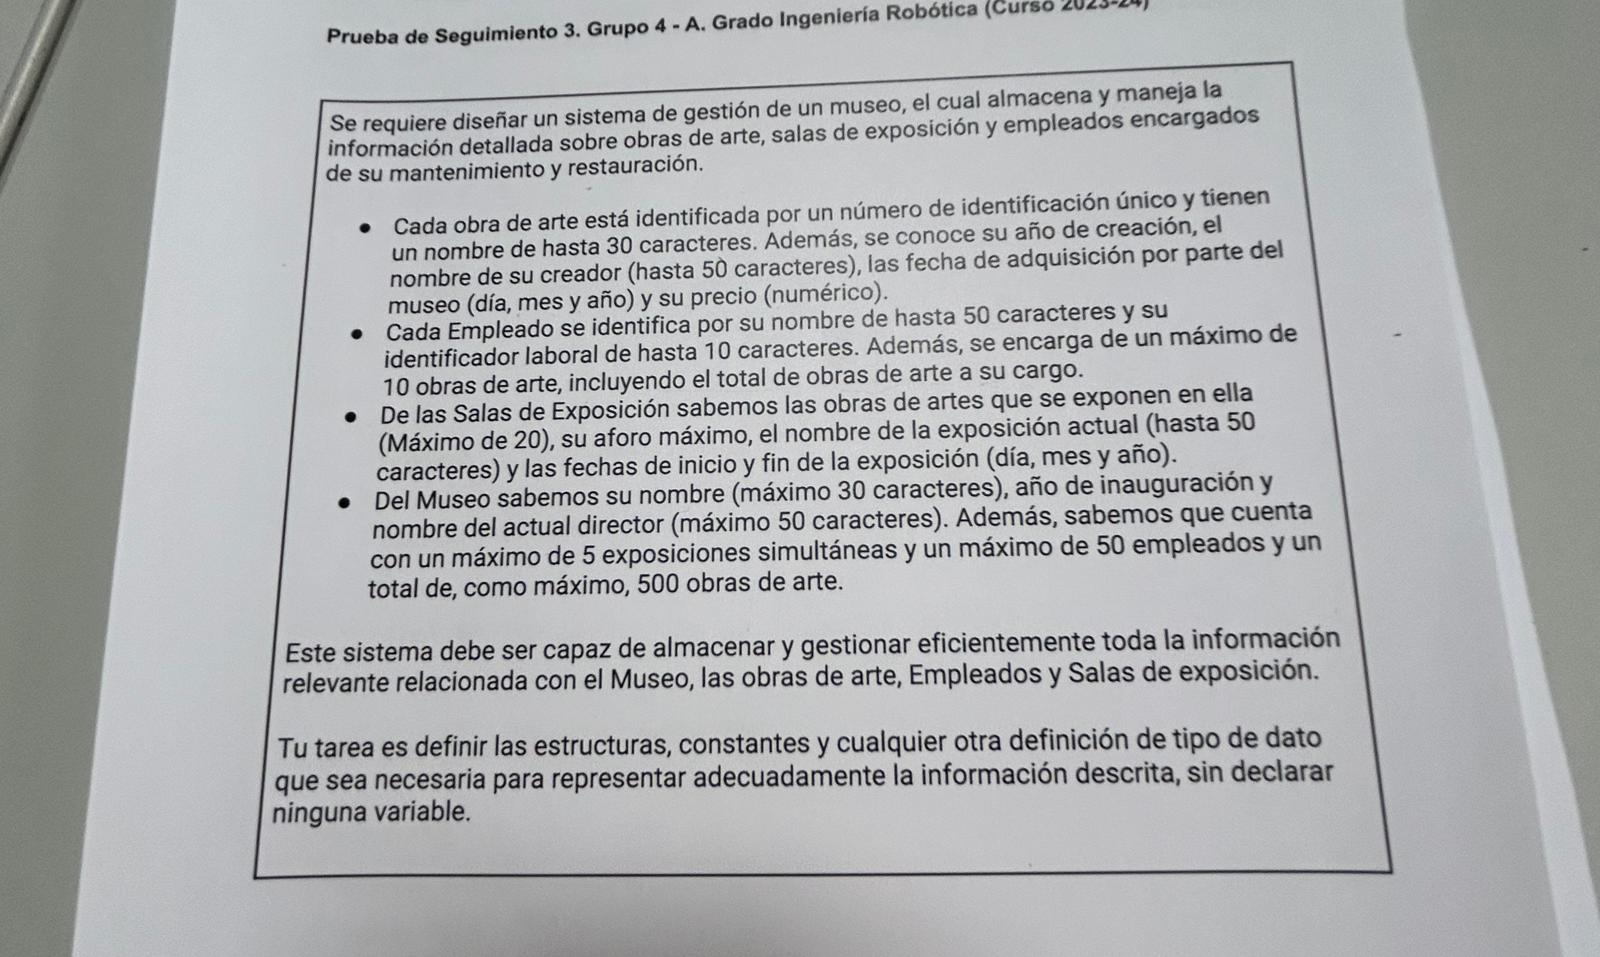 Prueba de Seguimiento 3. Grupo 4 - A. Grado Ingeniería Robótica (Curso 2023-24)
Se requiere diseñar un sistema de gestión de un museo, el cual almacena y maneja la
información detallada sobre obras de arte, salas de exposición y empleados encargados
de su mantenimiento y restauración.
• Cada obra de arte está identificada por un número de identificación único y tienen
un nombre de hasta 30 caracteres. Además, se conoce su año de creación, el
nombre de su creador (hasta 50 caracteres), las fecha de adquisición por parte del
museo (día, mes y año) y su precio (numérico).
• Cada Empleado se identifica por su nombre de hasta 50 caracteres y su
identificador laboral de hasta 10 caracteres. Además, se encarga de un máximo de
10 obras de arte, incluyendo el total de obras de arte a su cargo.
• De las Salas de Exposición sabemos las obras de artes que se exponen en ella
(Máximo de 20), su aforo máximo, el nombre de la exposición actual (hasta 50
caracteres) y las fechas de inicio y fin de la exposición (día, mes y año).
• Del Museo sabemos su nombre (máximo 30 caracteres), año de inauguración y
nombre del actual director (máximo 50 caracteres). Además, sabemos que cuenta
con un máximo de 5 exposiciones simultáneas y un máximo de 50 empleados y un
total de, como máximo, 500 obras de arte.
Este sistema debe ser capaz de almacenar y gestionar eficientemente toda la información
relevante relacionada con el Museo, las obras de arte, Empleados y Salas de exposición.
Tu tarea es definir las estructuras, constantes y cualquier otra definición de tipo de dato
que sea necesaria para representar adecuadamente la información descrita, sin declarar
ninguna variable.